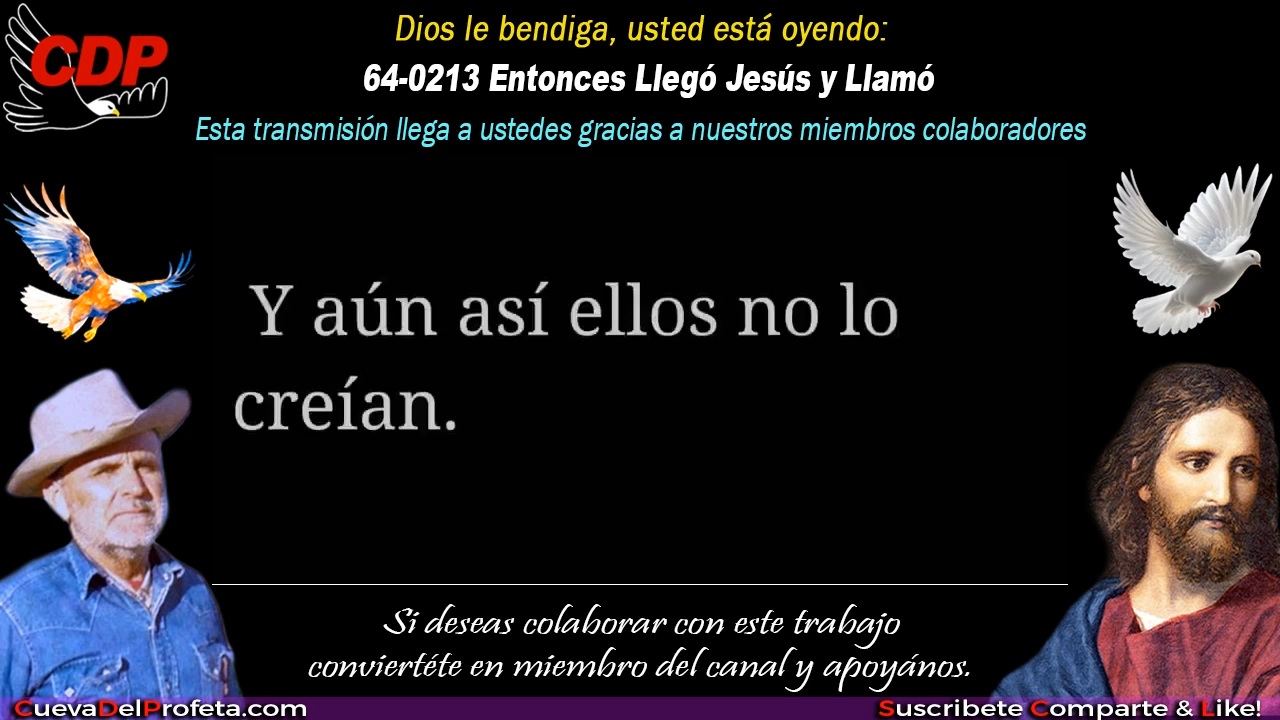 CDP
Dios le bendiga, usted está oyendo:
64-0213 Entonces Llegó Jesús y Llamó
Esta transmisión llega a ustedes gracias a nuestros miembros colaboradores
Y aún así ellos no lo
creían.
Si deseas colaborar con este trabajo
conviertéte en miembro del canal y apoyános.
CuevaDelProfeta.com
Suscribete Comparte & Like!